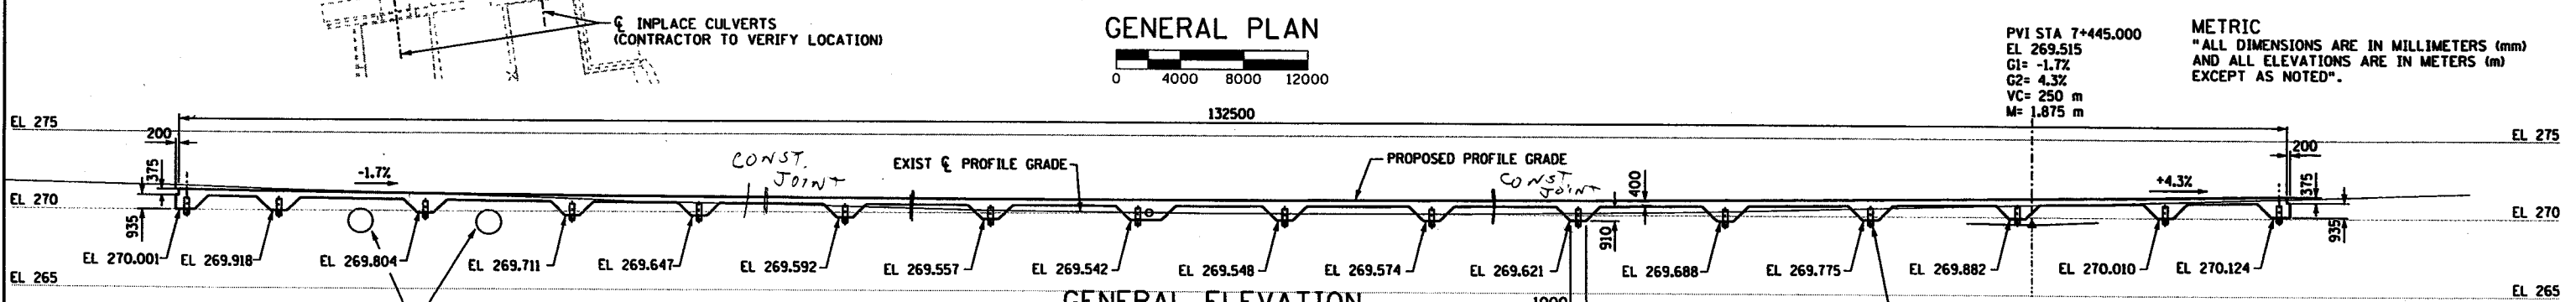 ℄ INPLACE CULVERTS
(CONTRACTOR TO VERIFY LOCATION)
GENERAL PLAN
0 4000 8000 12000
PVI STA 7+445.000
EL 269.515
G1= -1.7%
G2= 4.3%
VC= 250 m
M= 1.875 m
METRIC
"ALL DIMENSIONS ARE IN MILLIMETERS (mm)
AND ALL ELEVATIONS ARE IN METERS (m)
EXCEPT AS NOTED".
132500
EL 275
EL 275
200
375
-1.7%
CONST.
JOINT
EXIST ℄ PROFILE GRADE
PROPOSED PROFILE GRADE
CONST
JOINT
400
+4.3%
200
375
EL 270
EL 270
935
910
935
EL 270.001
EL 269.918
EL 269.804
EL 269.711
EL 269.647
EL 269.592
EL 269.557
EL 269.542
EL 269.548
EL 269.574
EL 269.621
EL 269.688
EL 269.775
EL 269.882
EL 270.010
EL 270.124
EL 265
EL 265
GENERAL ELEVATION
1000